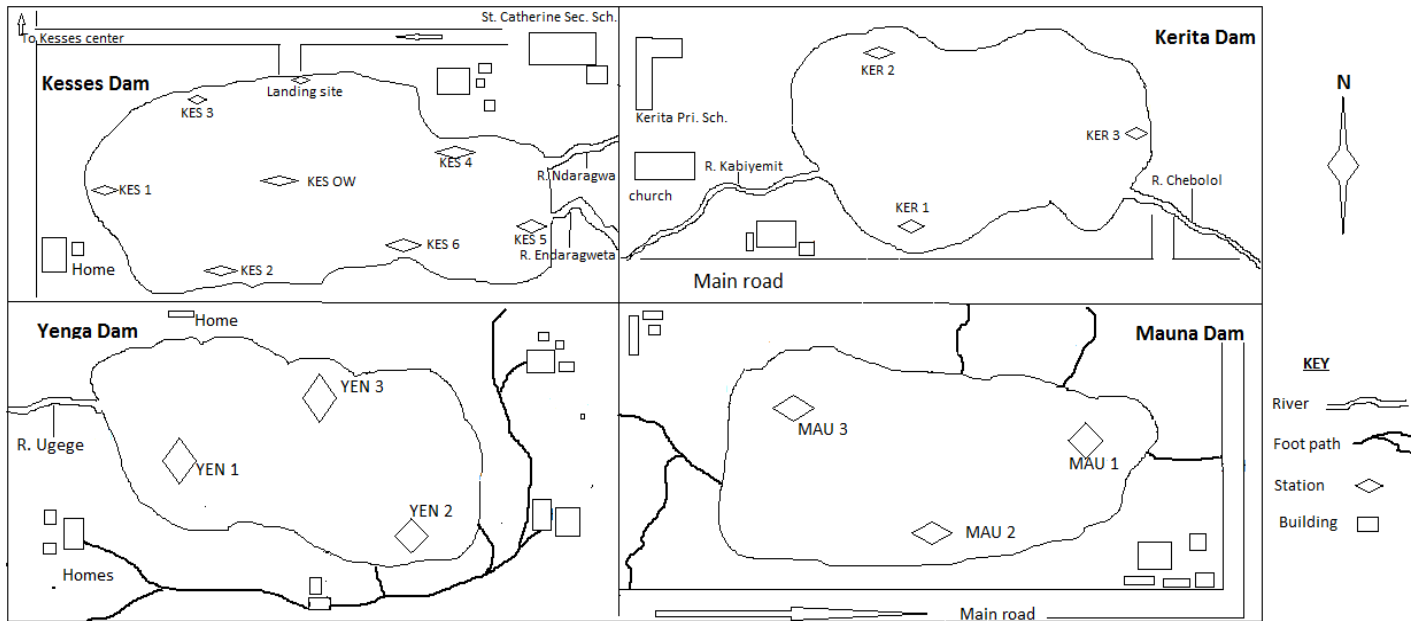 St. Catherine Sec. Sch.
To Kesses center
Kesses Dam
Landing site
KES 3
KES 4
KES 1
KES OW
R. Ndaragwa
KES 5
KES 6
R. Endaragweta
Home
KES 2
Kerita Dam
KER 2
Kerita Pri. Sch.
KER 3
R. Kabiyemit
R. Chebolol
church
KER 1
Main road
N
Yenga Dam
Home
YEN 3
R. Ugege
YEN 1
YEN 2
Homes
Mauna Dam
MAU 3
MAU 1
MAU 2
Main road
KEY
River
Foot path
Station
Building